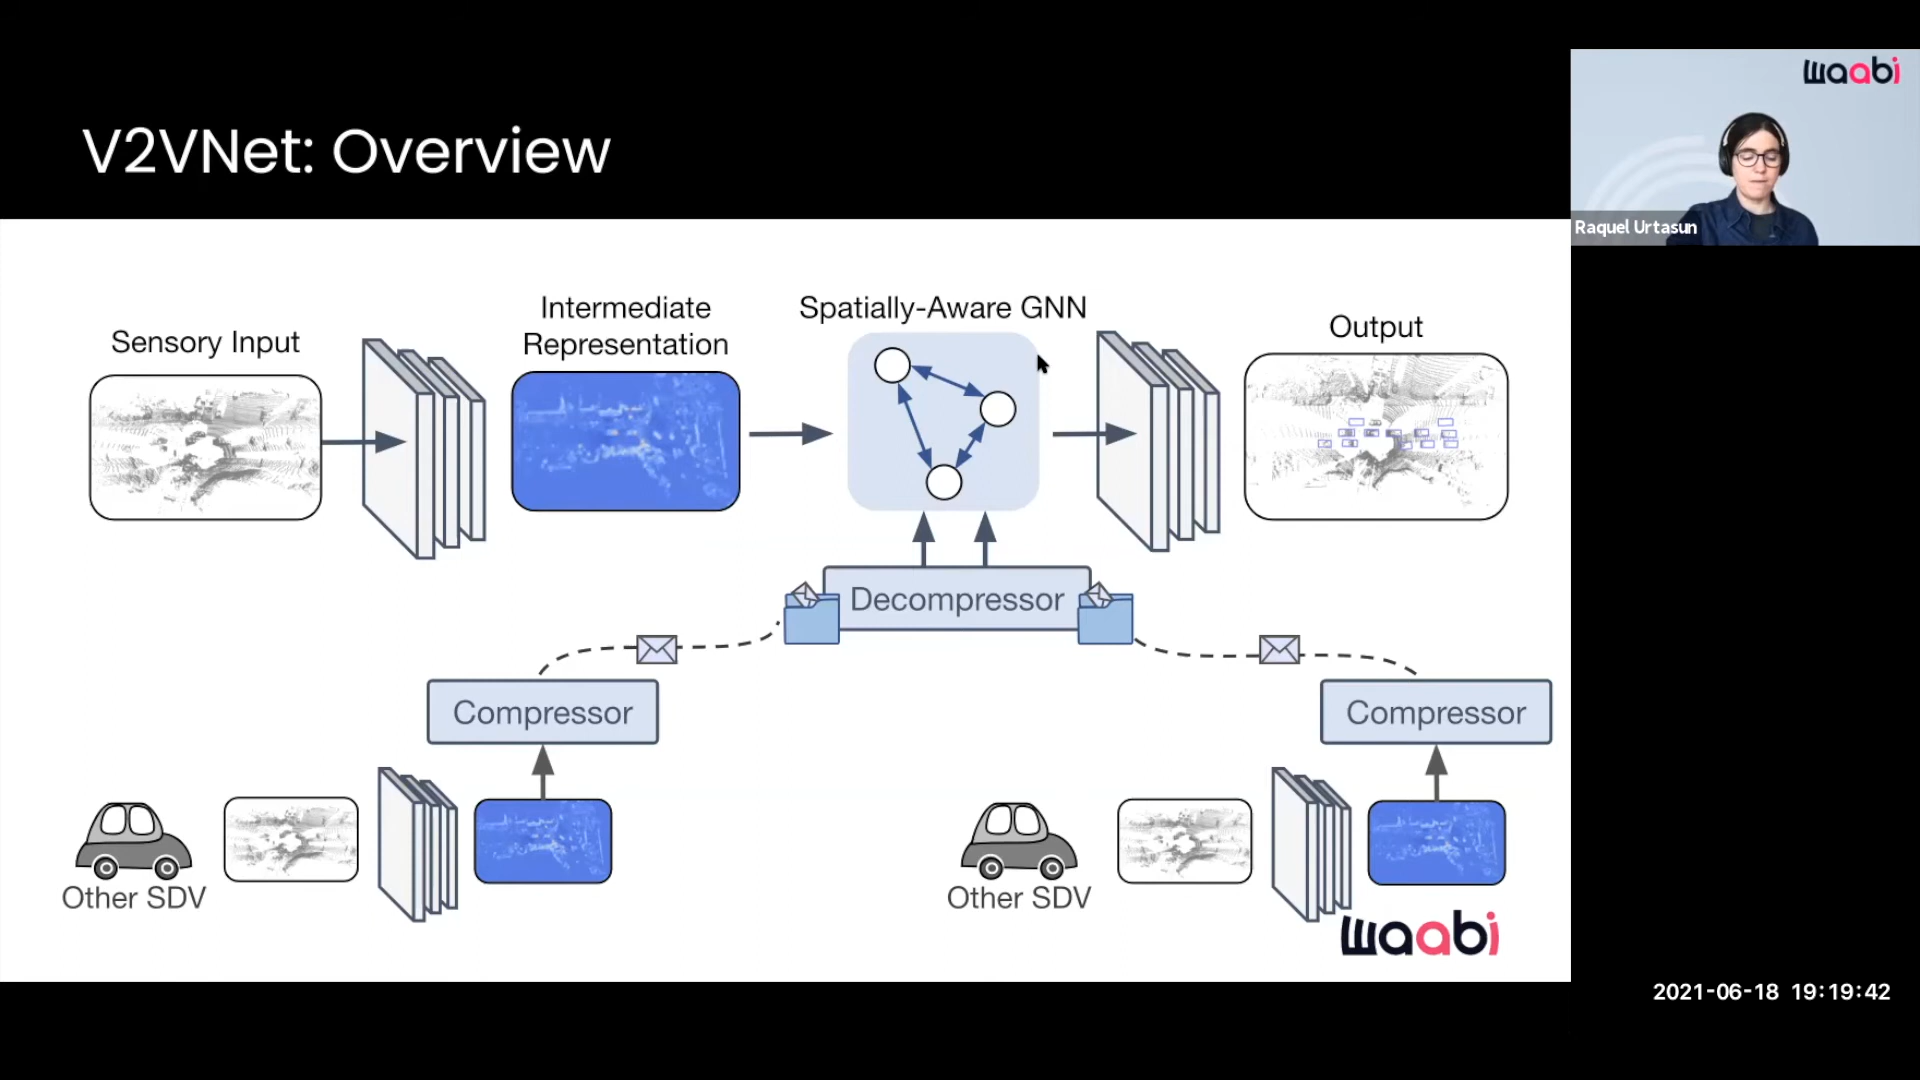 waabi
V2VNet: Overview
Raquel Urtasun
Sensory Input
Intermediate
Representation
Spatially-Aware GNN
Output
Decompressor
Compressor
Compressor
Other SDV
Other SDV
waabi
2021-06-18 19:19:42